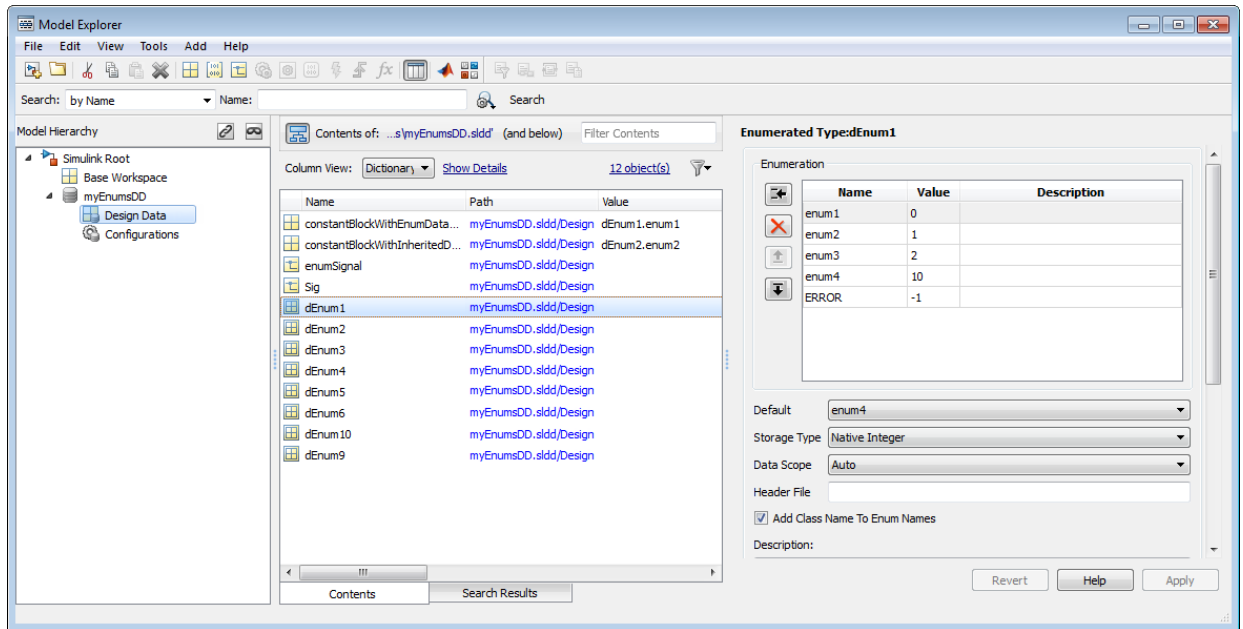 Model Explorer
File Edit View Tools Add Help
Search: by Name Name: Search
Model Hierarchy
Simulink Root
Base Workspace
myEnumsDD
Design Data
Configurations
Contents of: ...s\myEnumsDD.sldd' (and below) Filter Contents
Column View: Dictionary Show Details 12 object(s)
Name Path Value
constantBlockWithEnumData... myEnumsDD.sldd/Design dEnum1.enum1
constantBlockWithInheritedD... myEnumsDD.sldd/Design dEnum2.enum2
enumSignal myEnumsDD.sldd/Design
Sig myEnumsDD.sldd/Design
dEnum1 myEnumsDD.sldd/Design
dEnum2 myEnumsDD.sldd/Design
dEnum3 myEnumsDD.sldd/Design
dEnum4 myEnumsDD.sldd/Design
dEnum5 myEnumsDD.sldd/Design
dEnum6 myEnumsDD.sldd/Design
dEnum10 myEnumsDD.sldd/Design
dEnum9 myEnumsDD.sldd/Design
Contents Search Results
Enumerated Type:dEnum1
Enumeration
Name Value Description
enum1 0
enum2 1
enum3 2
enum4 10
ERROR -1
Default enum4
Storage Type Native Integer
Data Scope Auto
Header File
Add Class Name To Enum Names
Description:
Revert Help Apply